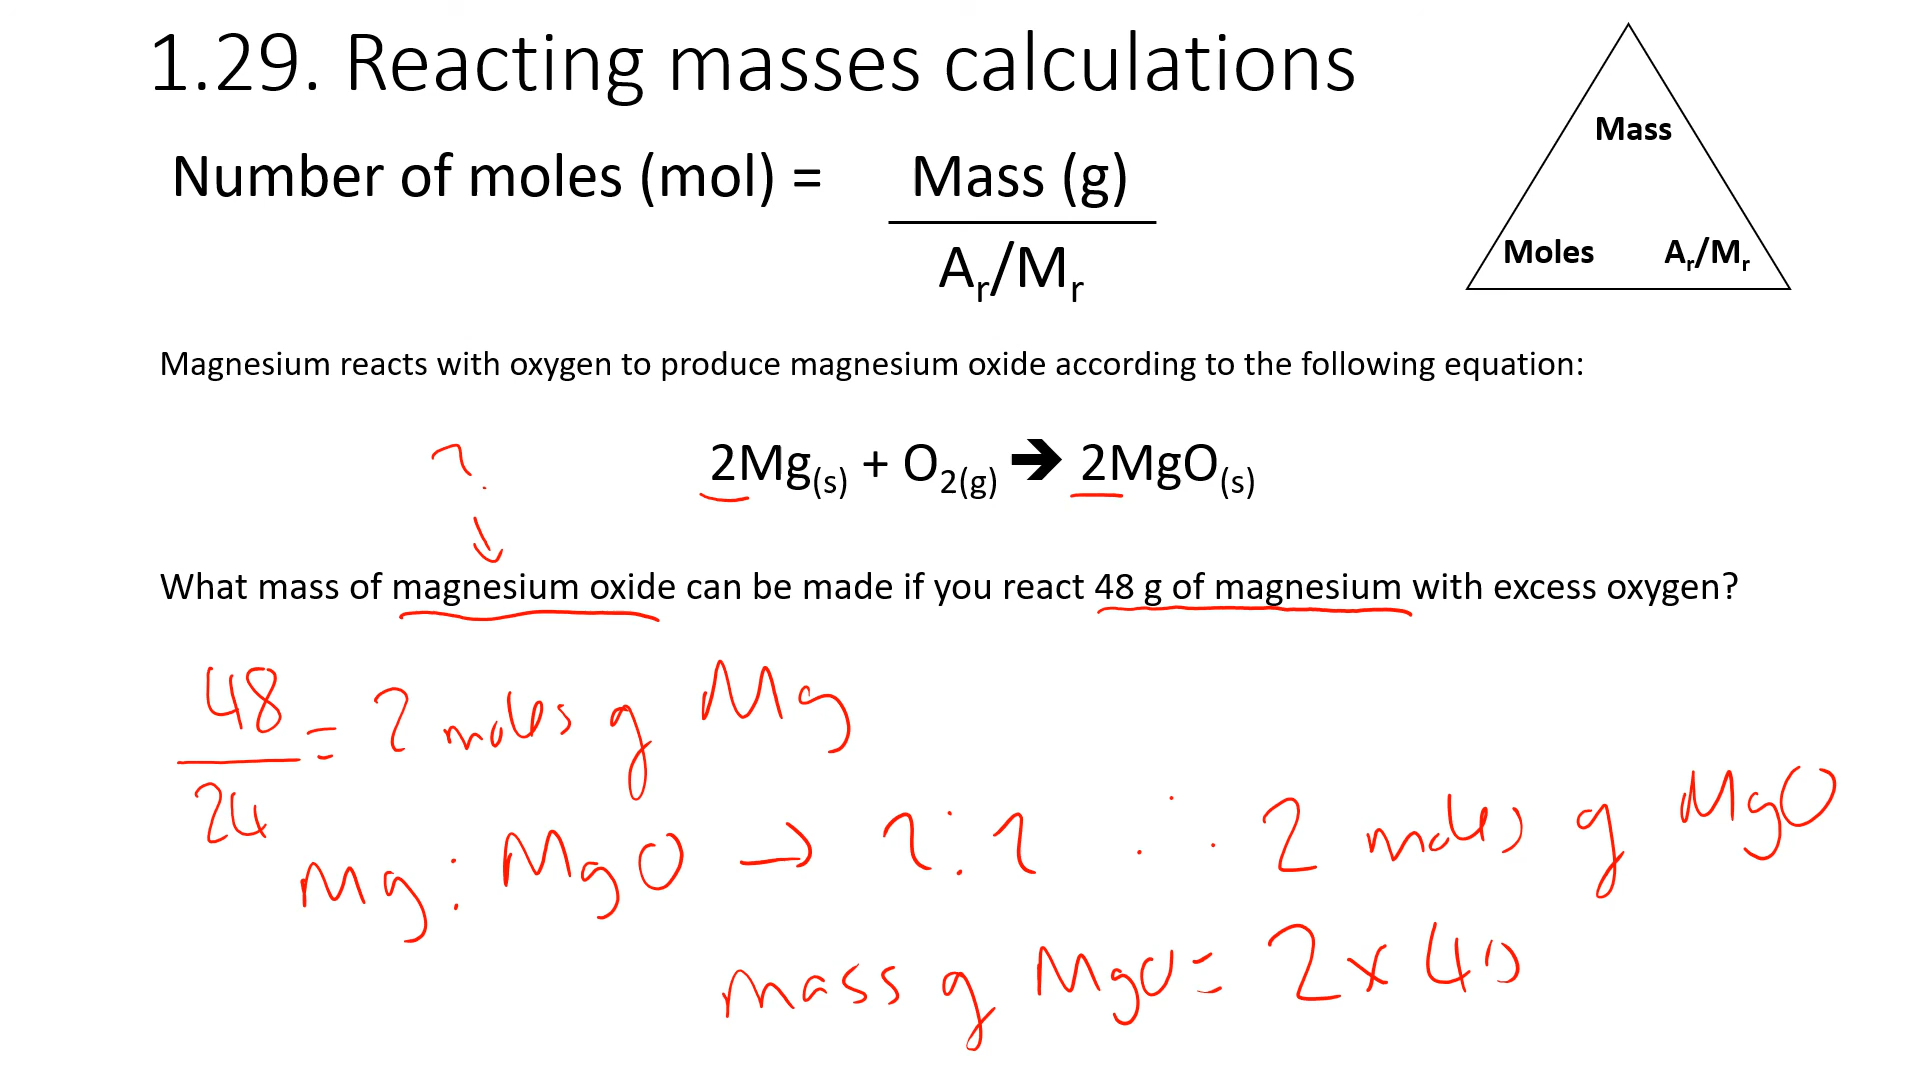 1.29. Reacting masses calculations
Mass
Moles Ar/Mr
Number of moles (mol) = Mass (g)
Ar/Mr
Magnesium reacts with oxygen to produce magnesium oxide according to the following equation:
?
2Mg(s) + O2(g) ➔ 2MgO(s)
What mass of magnesium oxide can be made if you react 48 g of magnesium with excess oxygen?
48
= 2 moles of Mg
24
Mg : MgO → 2 : 2 ∴ 2 moles of MgO
mass of MgO = 2 × 40